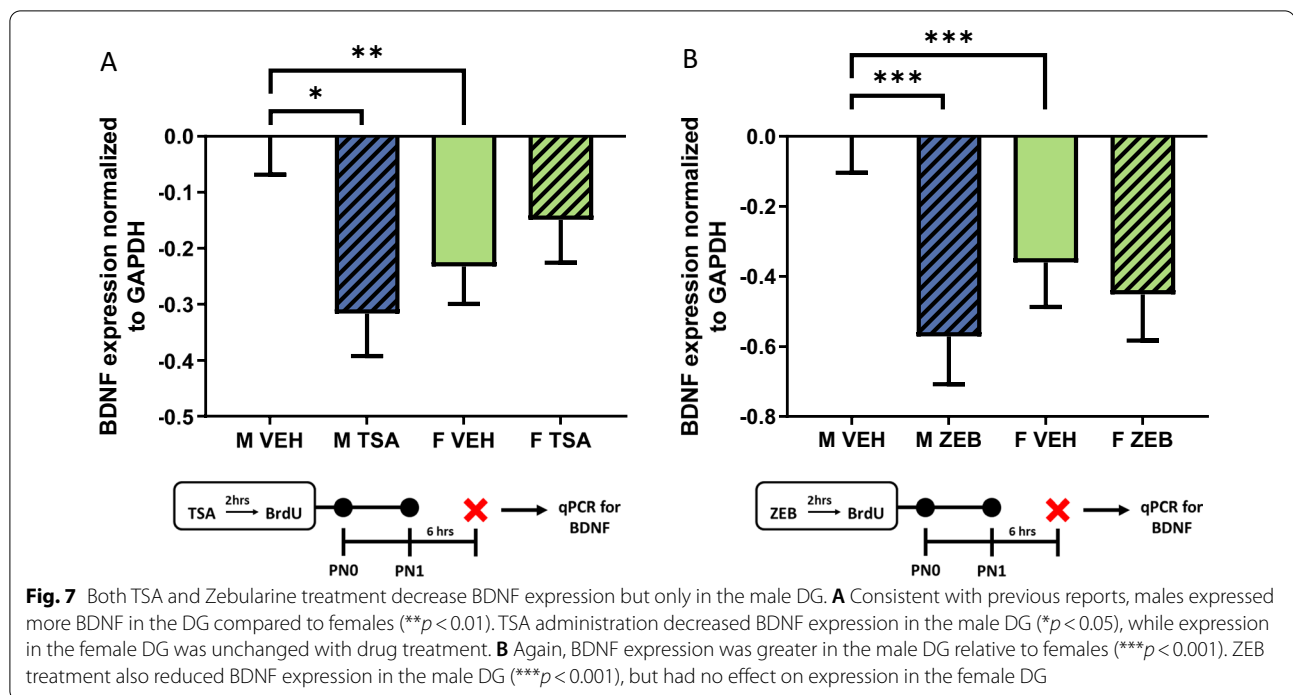 A
**
*
0.0
-0.1
-0.2
-0.3
-0.4
-0.5
BDNF expression normalized
to GAPDH
M VEH M TSA F VEH F TSA
TSA 2hrs BrdU
6 hrs
PN0 PN1
qPCR for
BDNF
B
***
***
0.0
-0.2
-0.4
-0.6
-0.8
BDNF expression normalized
to GAPDH
M VEH M ZEB F VEH F ZEB
ZEB 2hrs BrdU
6 hrs
PN0 PN1
qPCR for
BDNF
Fig. 7 Both TSA and Zebularine treatment decrease BDNF expression but only in the male DG. A Consistent with previous reports, males expressed
more BDNF in the DG compared to females (**p < 0.01). TSA administration decreased BDNF expression in the male DG (*p < 0.05), while expression
in the female DG was unchanged with drug treatment. B Again, BDNF expression was greater in the male DG relative to females (***p < 0.001). ZEB
treatment also reduced BDNF expression in the male DG (***p < 0.001), but had no effect on expression in the female DG